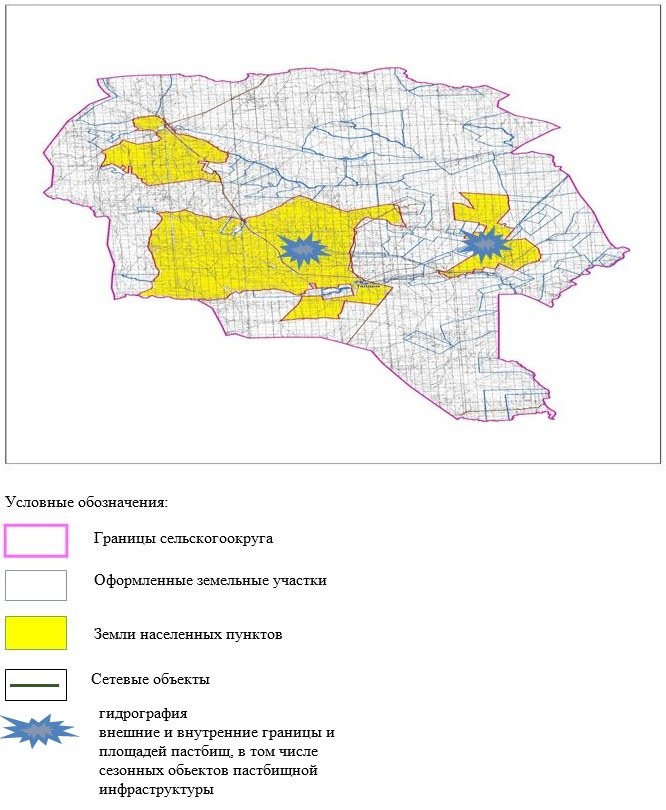 Условные обозначения:
Границы сельскогоокруга
Оформленные земельные участки
Земли населенных пунктов
Сетевые объекты
гидрография
внешние и внутренние границы и
площадей пастбищ, в том числе
сезонных обьектов пастбищной
инфраструктуры